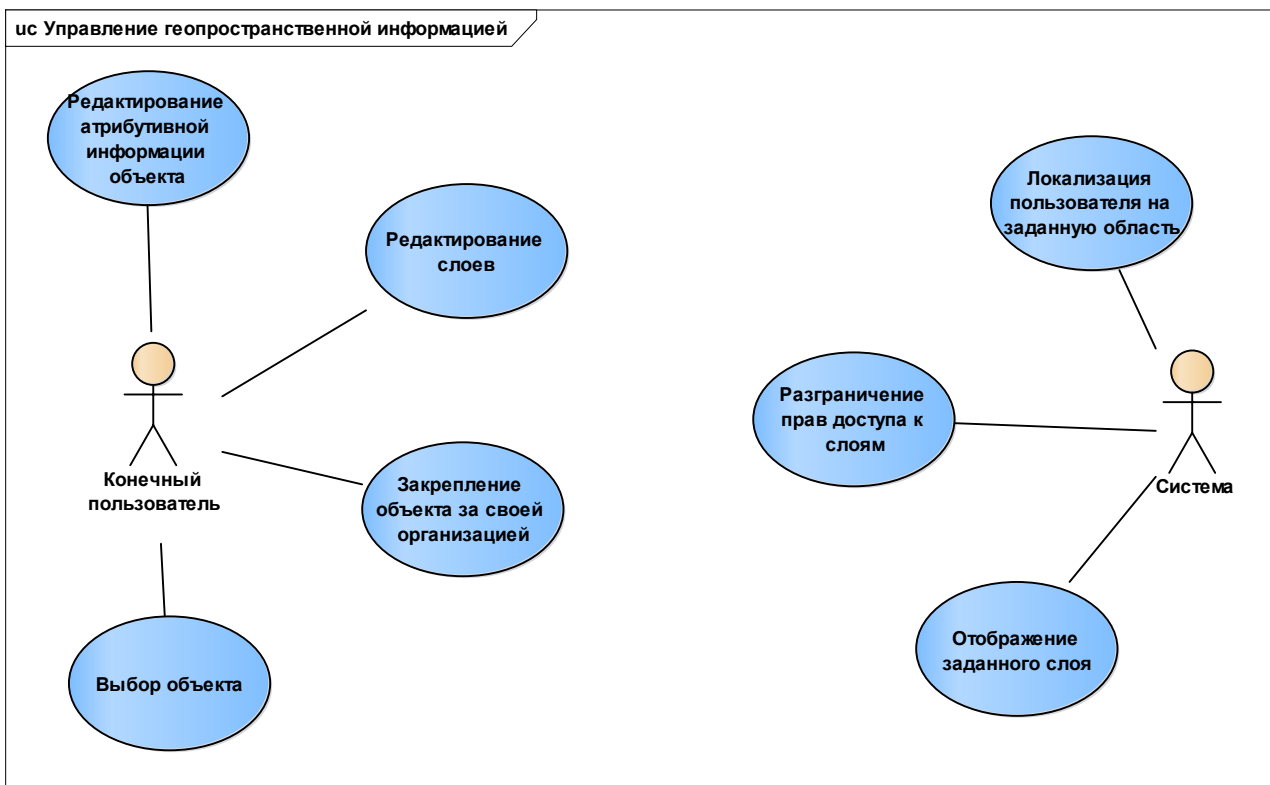 uc Управление геопространственной информацией
Редактирование
атрибутивной
информации
объекта
Редактирование
слоев
Конечный
пользователь
Закрепление
объекта за своей
организацией
Выбор объекта
Локализация
пользователя на
заданную область
Разграничение
прав доступа к
слоям
Система
Отображение
заданного слоя